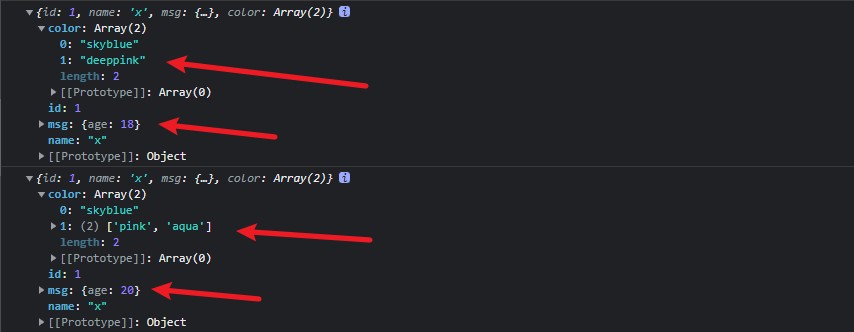 ▼{id: 1, name: 'x', msg: {…}, color: Array(2)} i
▼color: Array(2)
0: "skyblue"
1: "deeppink"
length: 2
▶[[Prototype]]: Array(0)
id: 1
▶msg: {age: 18}
name: "x"
▶[[Prototype]]: Object
▼{id: 1, name: 'x', msg: {…}, color: Array(2)} i
▼color: Array(2)
0: "skyblue"
▶1: (2) ['pink', 'aqua']
length: 2
▶[[Prototype]]: Array(0)
id: 1
▶msg: {age: 20}
name: "x"
▶[[Prototype]]: Object